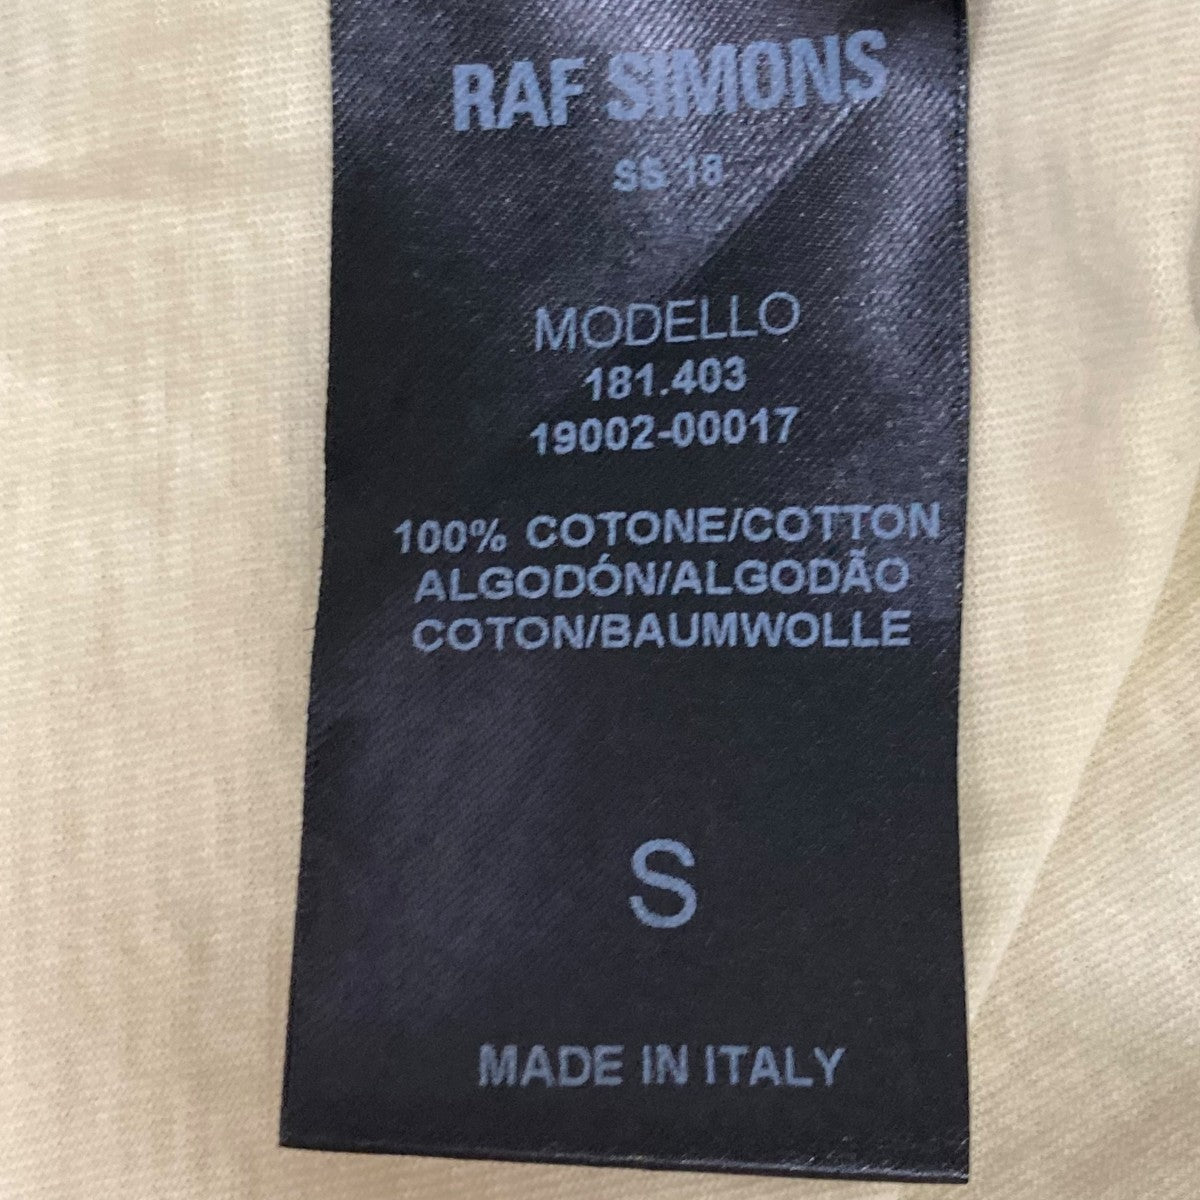 RAF SIMONS
SS 18
MODELLO
181.403
19002-00017
100% COTONE/COTTON
ALGODÓN/ALGODÃO
COTON/BAUMWOLLE
S
MADE IN ITALY